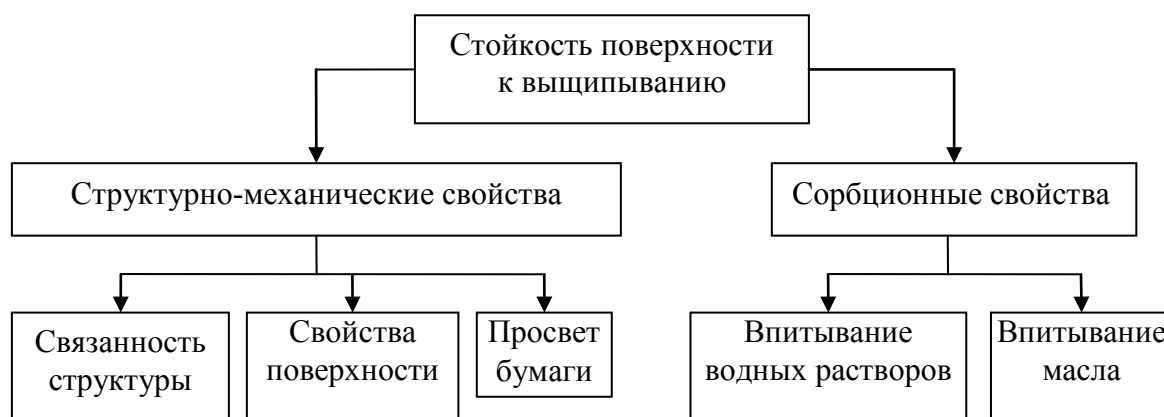 Стойкость поверхности
к выщипыванию
Структурно-механические свойства
Сорбционные свойства
Связанность
структуры
Свойства
поверхности
Просвет
бумаги
Впитывание
водных растворов
Впитывание
масла